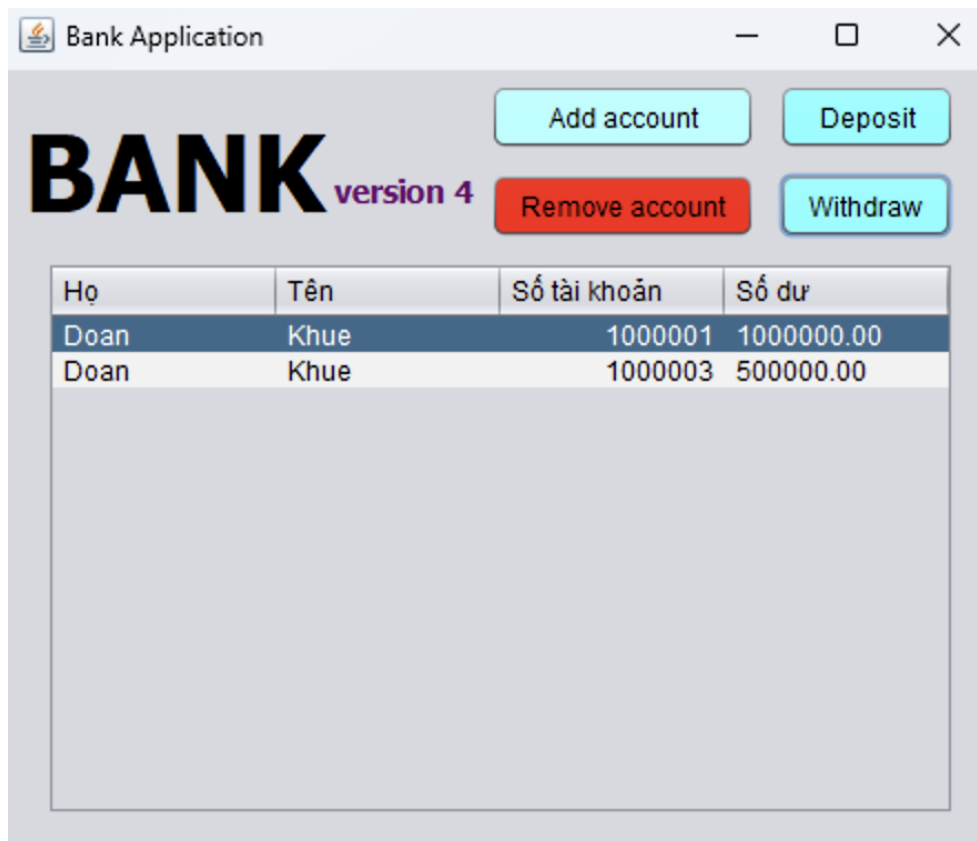 Bank Application
BANK version 4
Add account
Deposit
Remove account
Withdraw
Họ Tên Số tài khoản Số dư
Doan Khue 1000001 1000000.00
Doan Khue 1000003 500000.00